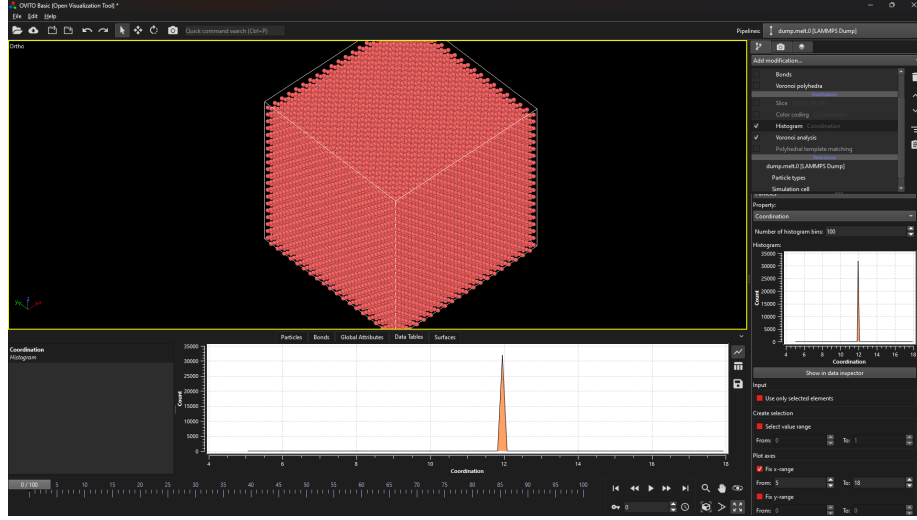 OVITO Basic (Open Visualization Tool) *
File Edit Help
Quick command search (Ctrl+P)
Pipelines:
dump.melt.0 [LAMMPS Dump]
Ortho
Add modification...
Bonds
Voronoi polyhedra
Slice
Color coding
Histogram Coordination
Voronoi analysis
Polyhedral template matching
Data source
dump.melt.0 [LAMMPS Dump]
Particle types
Simulation cell
Particles
Property:
Coordination
Number of histogram bins: 100
Histogram:
35000
30000
25000
20000
15000
10000
5000
0
Count
4 6 8 10 12 14 16 18
Coordination
Show in data inspector
Input
Use only selected elements
Create selection
Select value range
From: 0 To: 1
Plot axes
Fix x-range
From: 5 To: 18
Fix y-range
From: 0 To: 0
y z x
Particles Bonds Global Attributes Data Tables Surfaces
Coordination
Histogram
35000
30000
25000
20000
15000
10000
5000
0
Count
4 6 8 10 12 14 16 18
Coordination
0 / 100 5 10 15 20 25 30 35 40 45 50 55 60 65 70 75 80 85 90 95 100
0